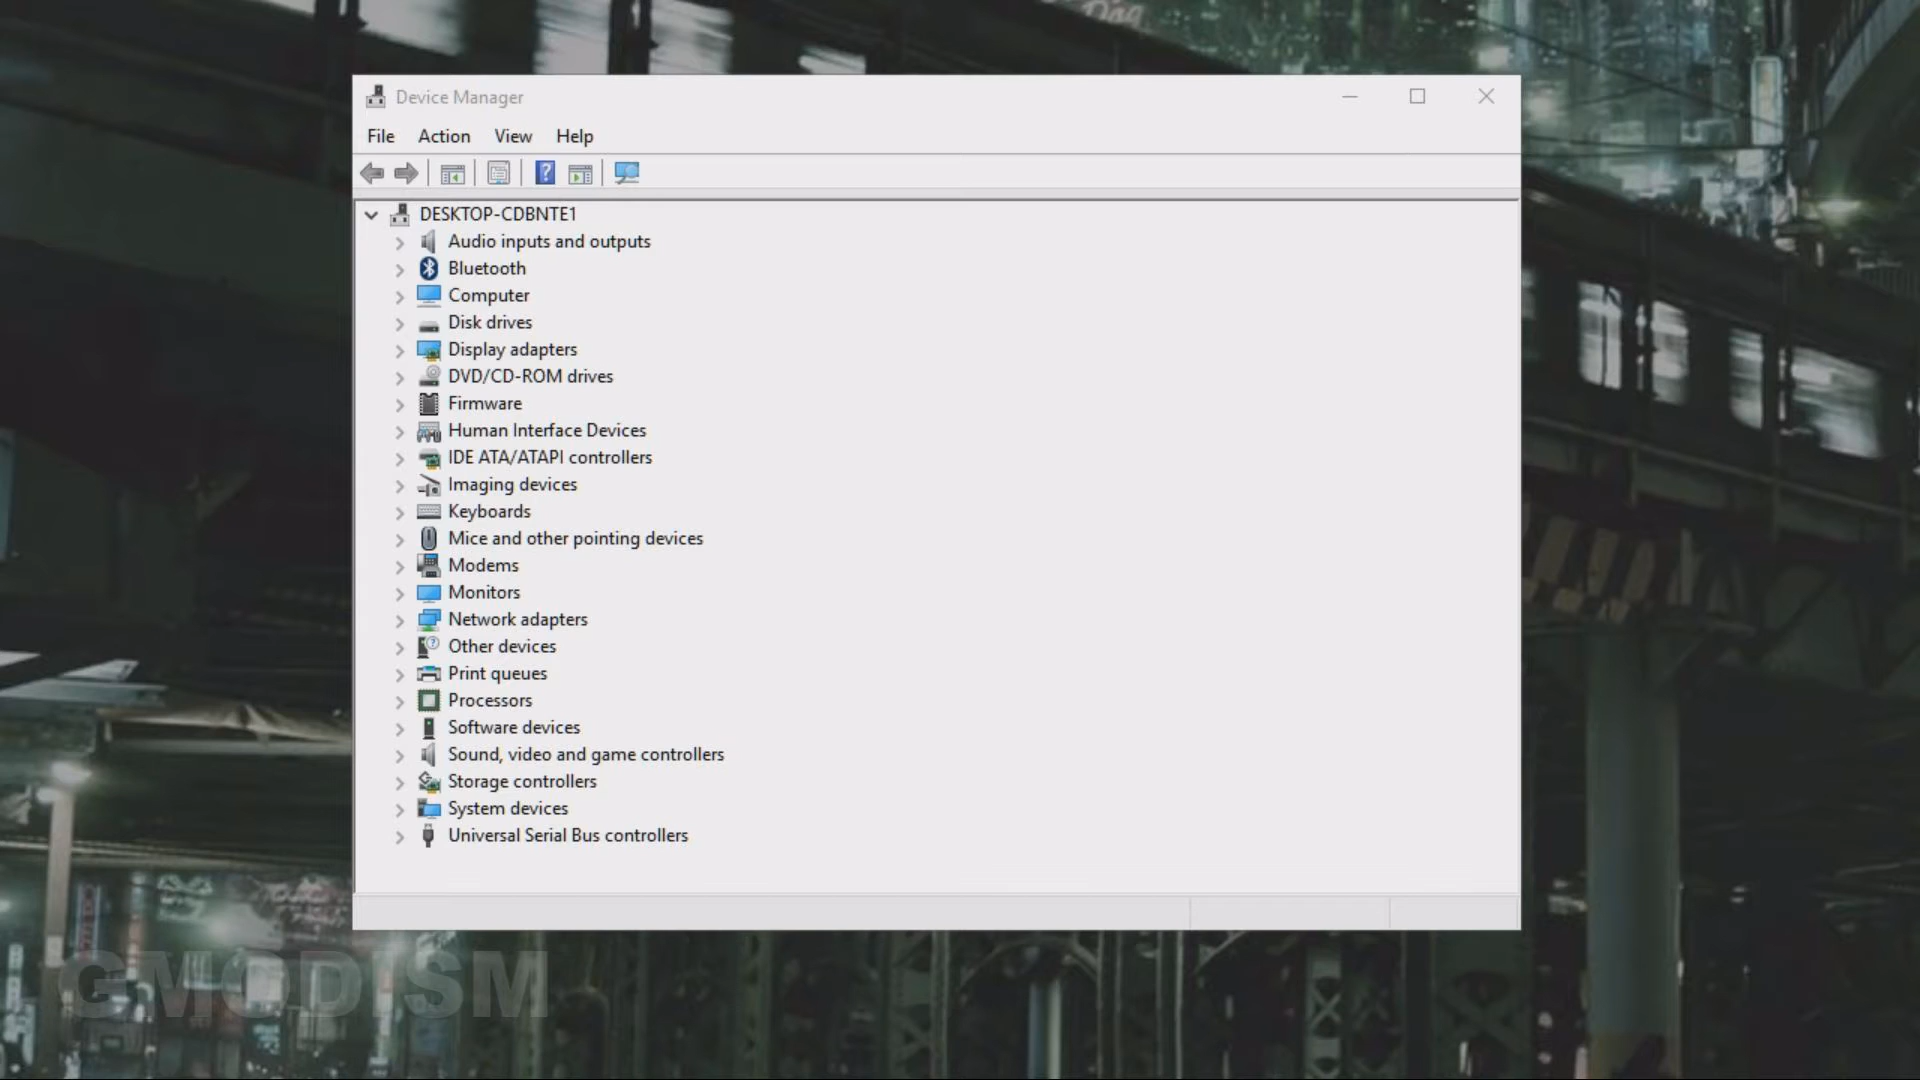 Device Manager
File Action View Help
DESKTOP-CDBNTE1
Audio inputs and outputs
Bluetooth
Computer
Disk drives
Display adapters
DVD/CD-ROM drives
Firmware
Human Interface Devices
IDE ATA/ATAPI controllers
Imaging devices
Keyboards
Mice and other pointing devices
Modems
Monitors
Network adapters
Other devices
Print queues
Processors
Software devices
Sound, video and game controllers
Storage controllers
System devices
Universal Serial Bus controllers
GMODISM